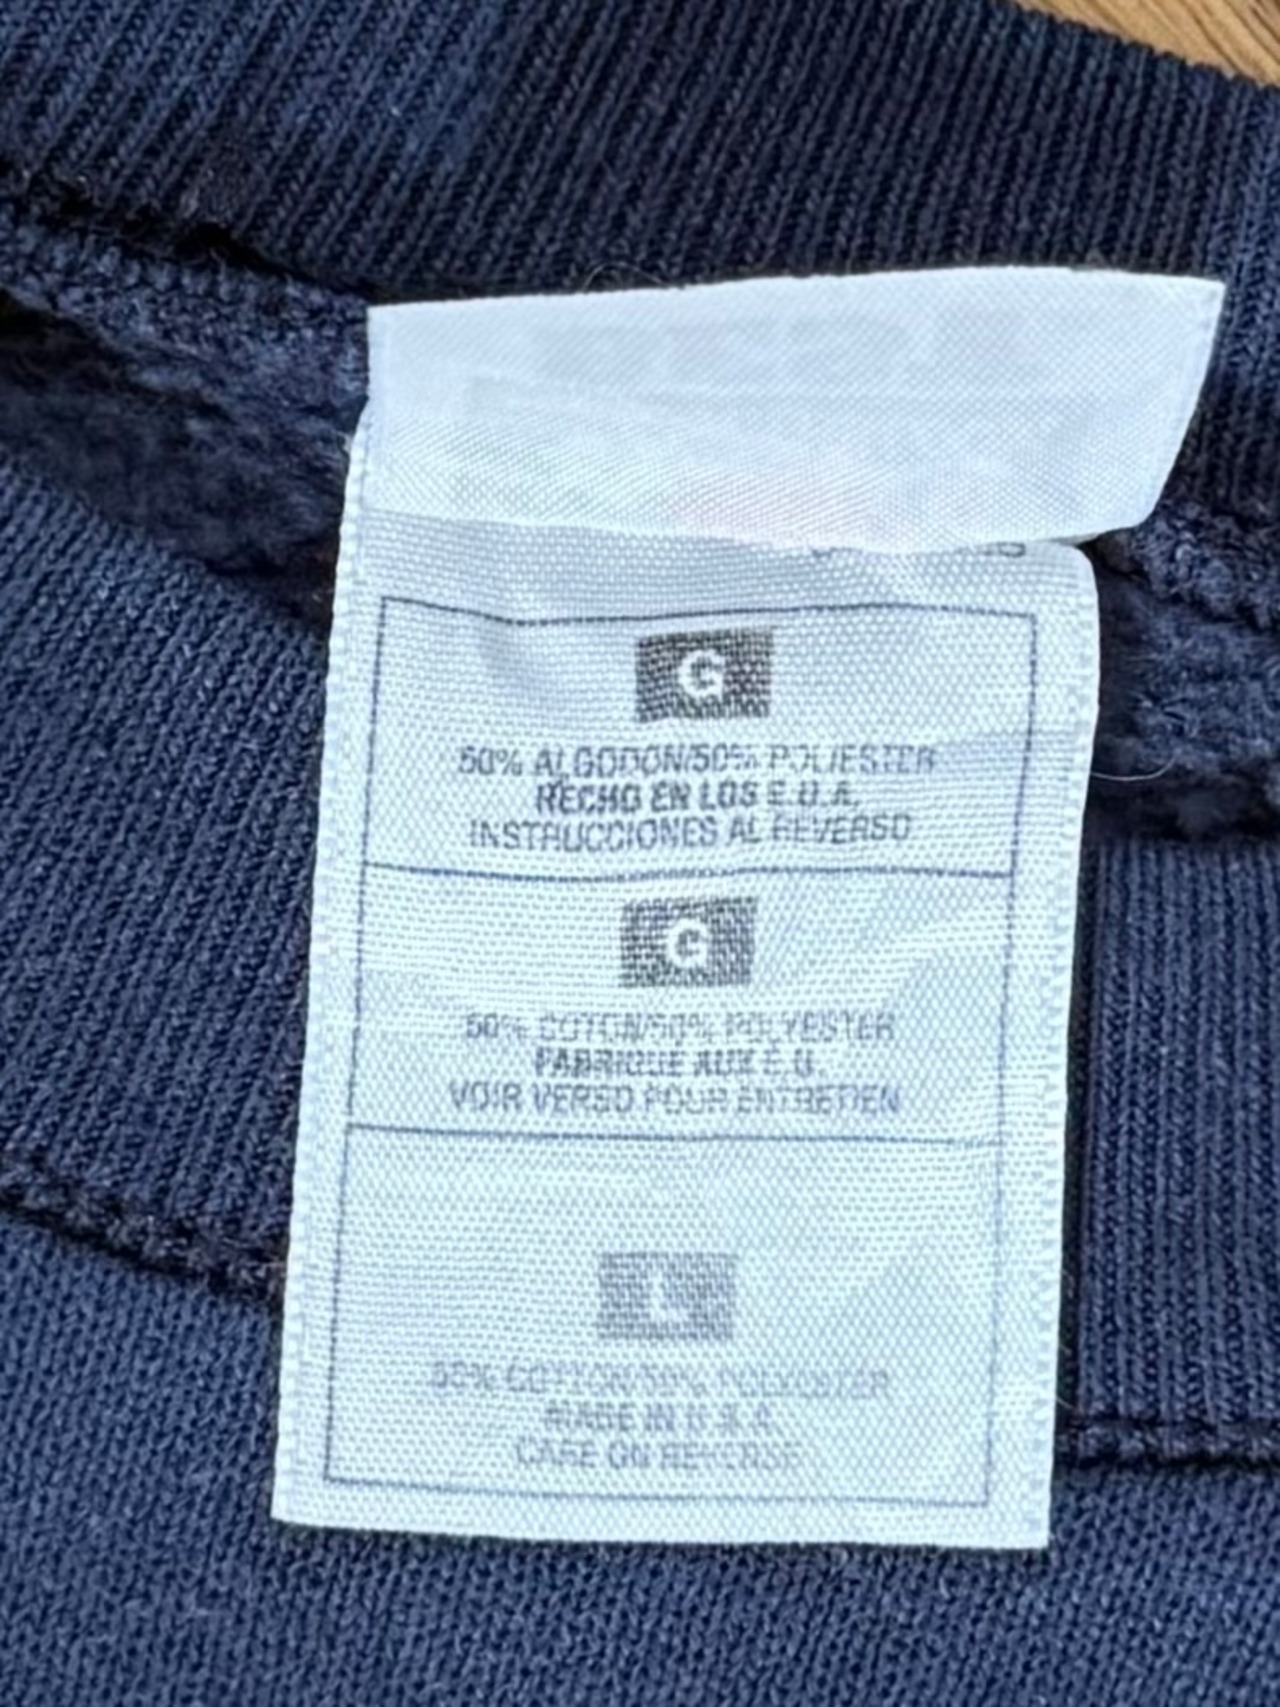 G
50% ALGODON/50% POLIESTER
HECHO EN LOS E.U.A.
INSTRUCCIONES AL REVERSO
G
50% COTON/50% POLYESTER
FABRIQUE AUX E.U.
VOIR VERSO POUR ENTRETIEN
L
50% COTTON/50% POLYESTER
MADE IN U.S.A.
CARE ON REVERSE